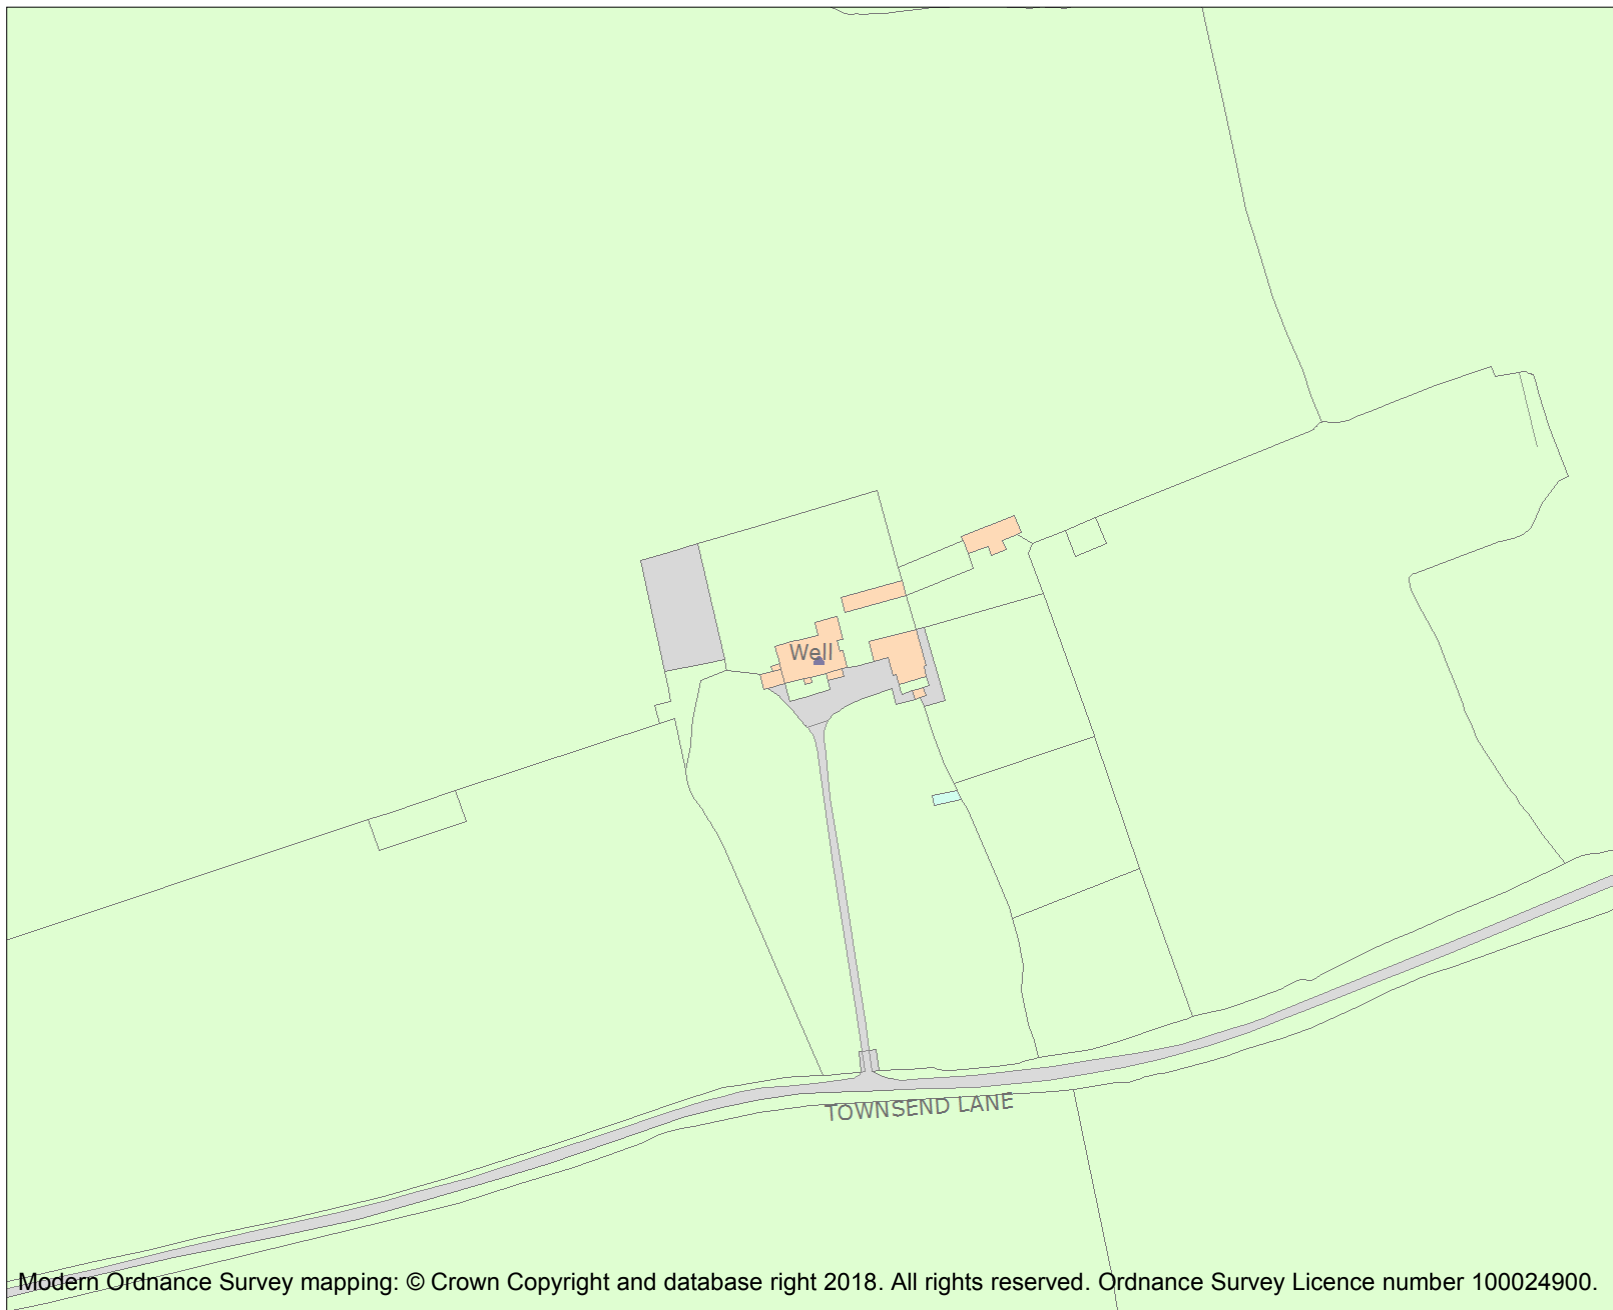 Well
TOWNSEND LANE
Modern Ordnance Survey mapping: © Crown Copyright and database right 2018. All rights reserved. Ordnance Survey Licence number 100024900.